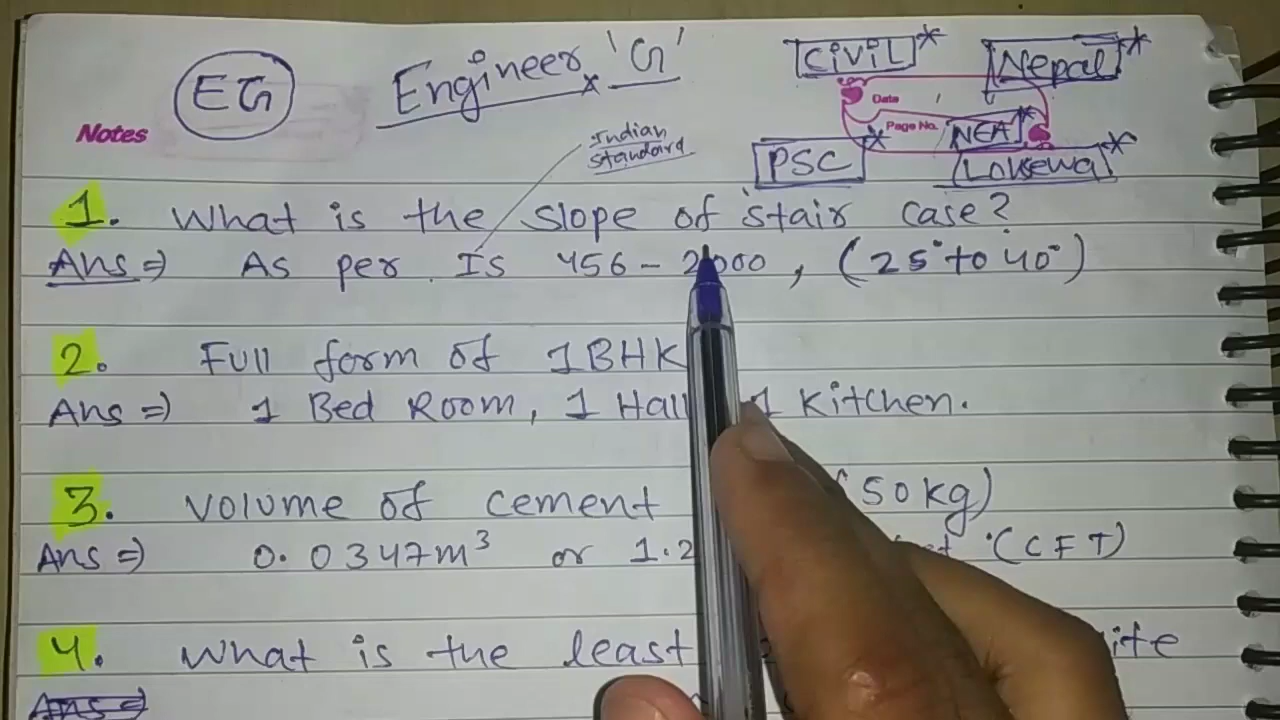 EG Engineer 'G' CiViL* Nepal*
Notes Date
Page No. NEA*
Indian
standard PSC* Loksewa*
1. What is the slope of stair case?
Ans⇒ As per Is 456-2000, (25° to 40°)
2. Full form of 1BHK
Ans⇒ 1 Bed Room, 1 Hall 1 Kitchen.
3. Volume of cement (50kg)
Ans⇒ 0.0347m³ or 1.2 (CFT)
4. What is the least
Ans⇒